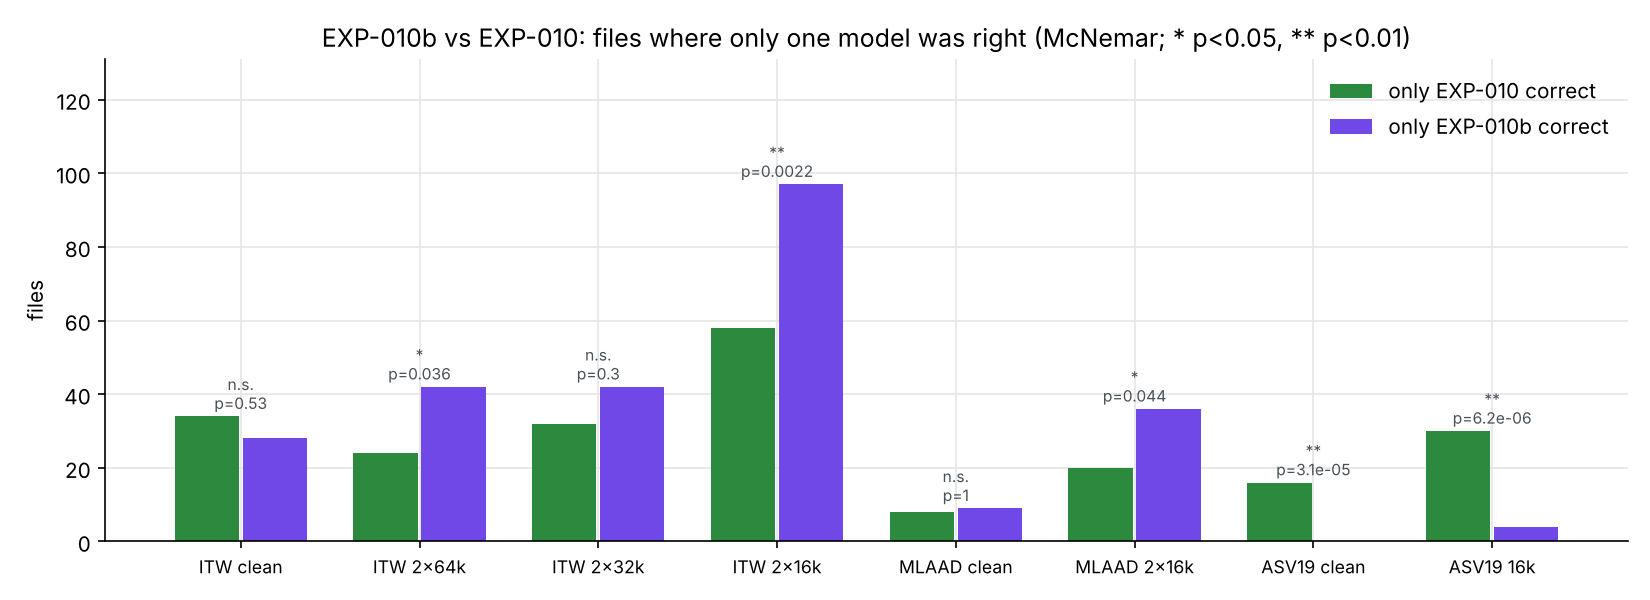 EXP-010b vs EXP-010: files where only one model was right (McNemar; * p<0.05, ** p<0.01)
only EXP-010 correct
only EXP-010b correct
files
120
100
80
60
40
20
0
n.s.
p=0.53
*
p=0.036
n.s.
p=0.3
**
p=0.0022
n.s.
p=1
*
p=0.044
**
p=3.1e-05
**
p=6.2e-06
ITW clean
ITW 2×64k
ITW 2×32k
ITW 2×16k
MLAAD clean
MLAAD 2×16k
ASV19 clean
ASV19 16k